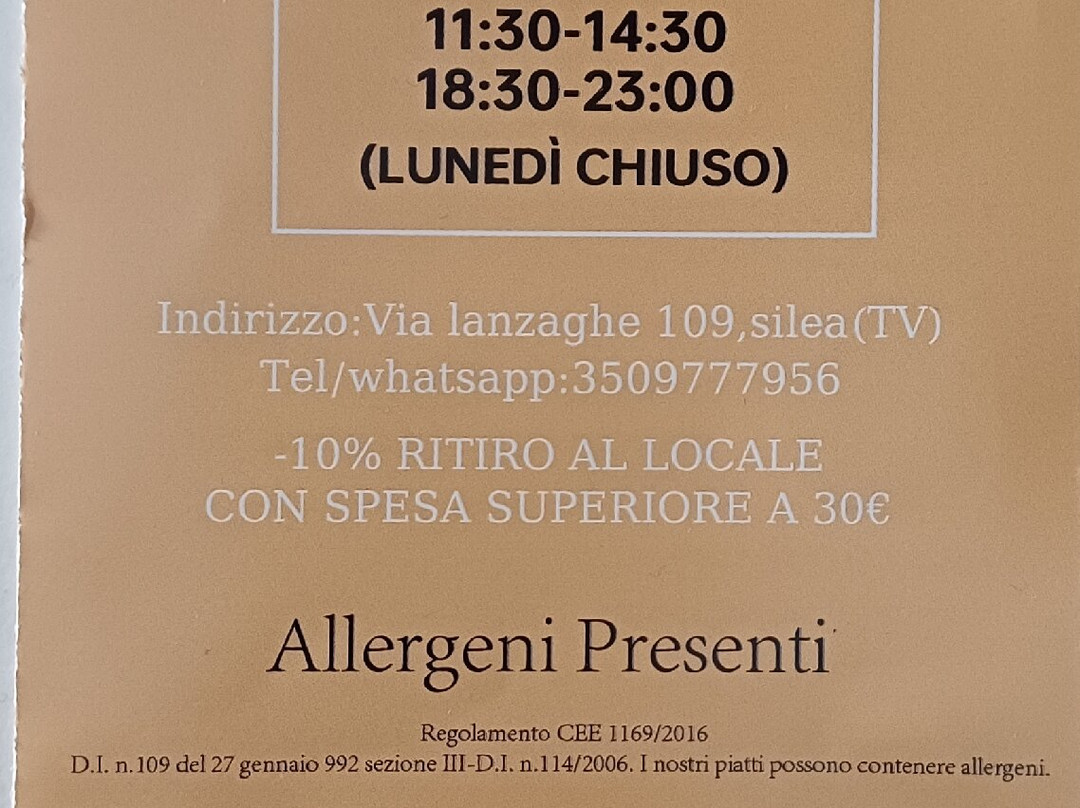 11:30-14:30
18:30-23:00
(LUNEDÌ CHIUSO)
Indirizzo:Via lanzaghe 109,silea(TV)
Tel/whatsapp:3509777956
-10% RITIRO AL LOCALE
CON SPESA SUPERIORE A 30€
Allergeni Presenti
Regolamento CEE 1169/2016
D.I. n.109 del 27 gennaio 992 sezione III-D.I. n.114/2006. I nostri piatti possono contenere allergeni.